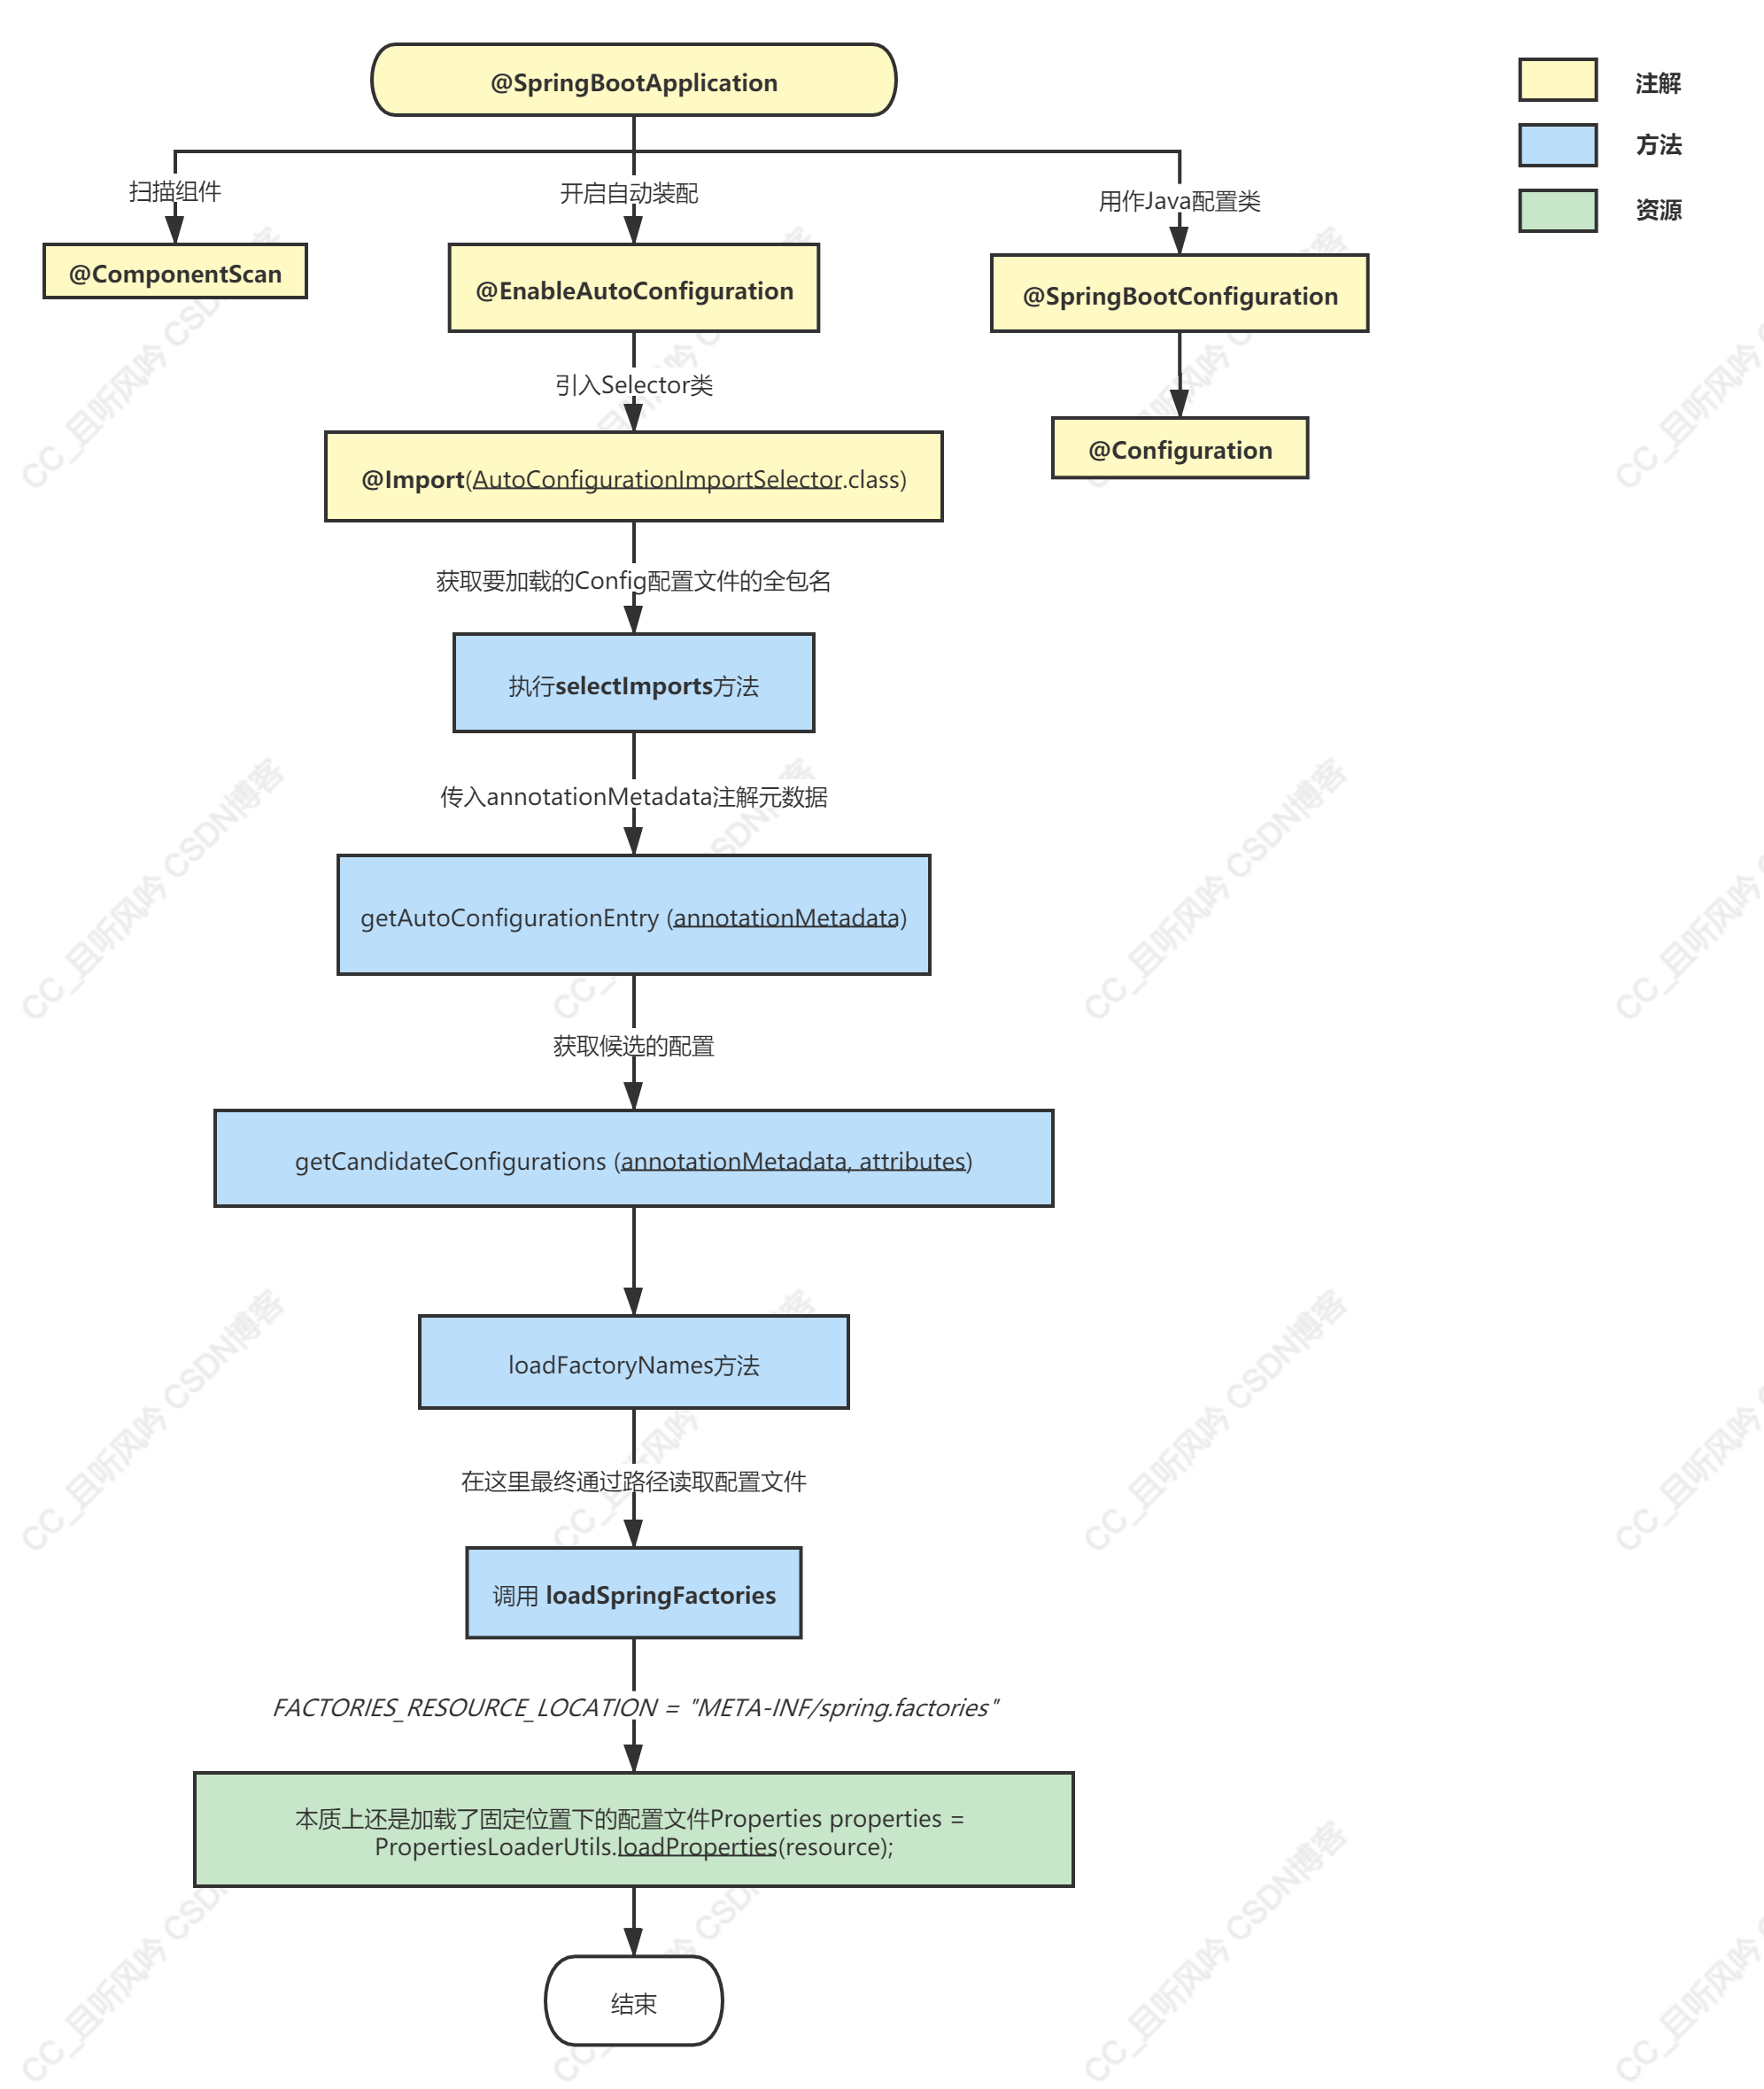 @SpringBootApplication
注解
方法
资源
扫描组件
开启自动装配
用作Java配置类
@ComponentScan
@EnableAutoConfiguration
@SpringBootConfiguration
引入Selector类
@Configuration
@Import(AutoConfigurationImportSelector.class)
获取要加载的Config配置文件的全包名
执行selectImports方法
传入annotationMetadata注解元数据
getAutoConfigurationEntry (annotationMetadata)
获取候选的配置
getCandidateConfigurations (annotationMetadata, attributes)
loadFactoryNames方法
在这里最终通过路径读取配置文件
调用 loadSpringFactories
FACTORIES_RESOURCE_LOCATION = "META-INF/spring.factories"
本质上还是加载了固定位置下的配置文件Properties properties =
PropertiesLoaderUtils.loadProperties(resource);
结束
CC_且听风吟 CSDN博客